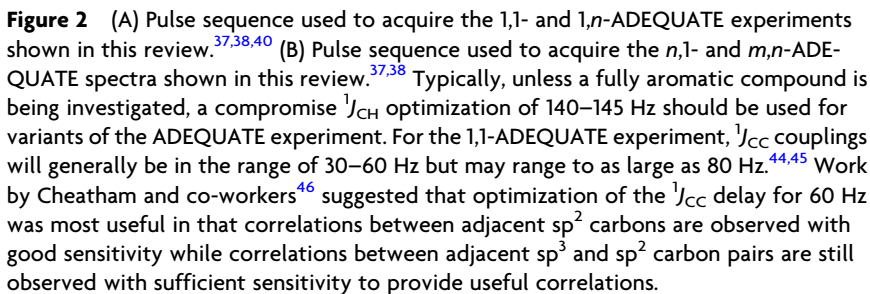 Figure 2 (A) Pulse sequence used to acquire the 1,1- and 1,n-ADEQUATE experiments
shown in this review.37,38,40 (B) Pulse sequence used to acquire the n,1- and m,n-ADE-
QUATE spectra shown in this review.37,38 Typically, unless a fully aromatic compound is
being investigated, a compromise 1JCH optimization of 140–145 Hz should be used for
variants of the ADEQUATE experiment. For the 1,1-ADEQUATE experiment, 1JCC couplings
will generally be in the range of 30–60 Hz but may range to as large as 80 Hz.44,45 Work
by Cheatham and co-workers46 suggested that optimization of the 1JCC delay for 60 Hz
was most useful in that correlations between adjacent sp2 carbons are observed with
good sensitivity while correlations between adjacent sp3 and sp2 carbon pairs are still
observed with sufficient sensitivity to provide useful correlations.